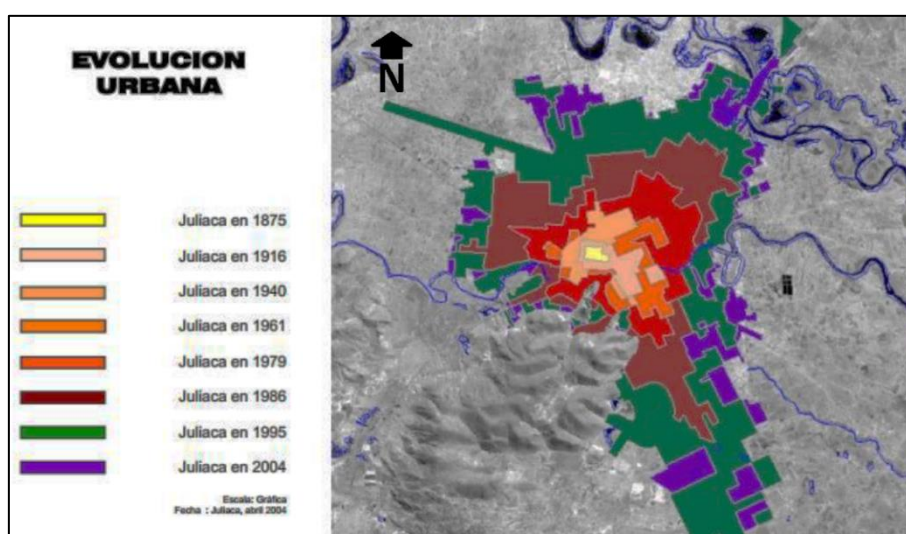 EVOLUCION
URBANA
N
Juliaca en 1875
Juliaca en 1916
Juliaca en 1940
Juliaca en 1961
Juliaca en 1979
Juliaca en 1986
Juliaca en 1995
Juliaca en 2004
Escala: Gráfica
Fecha : Juliaca, abril 2004